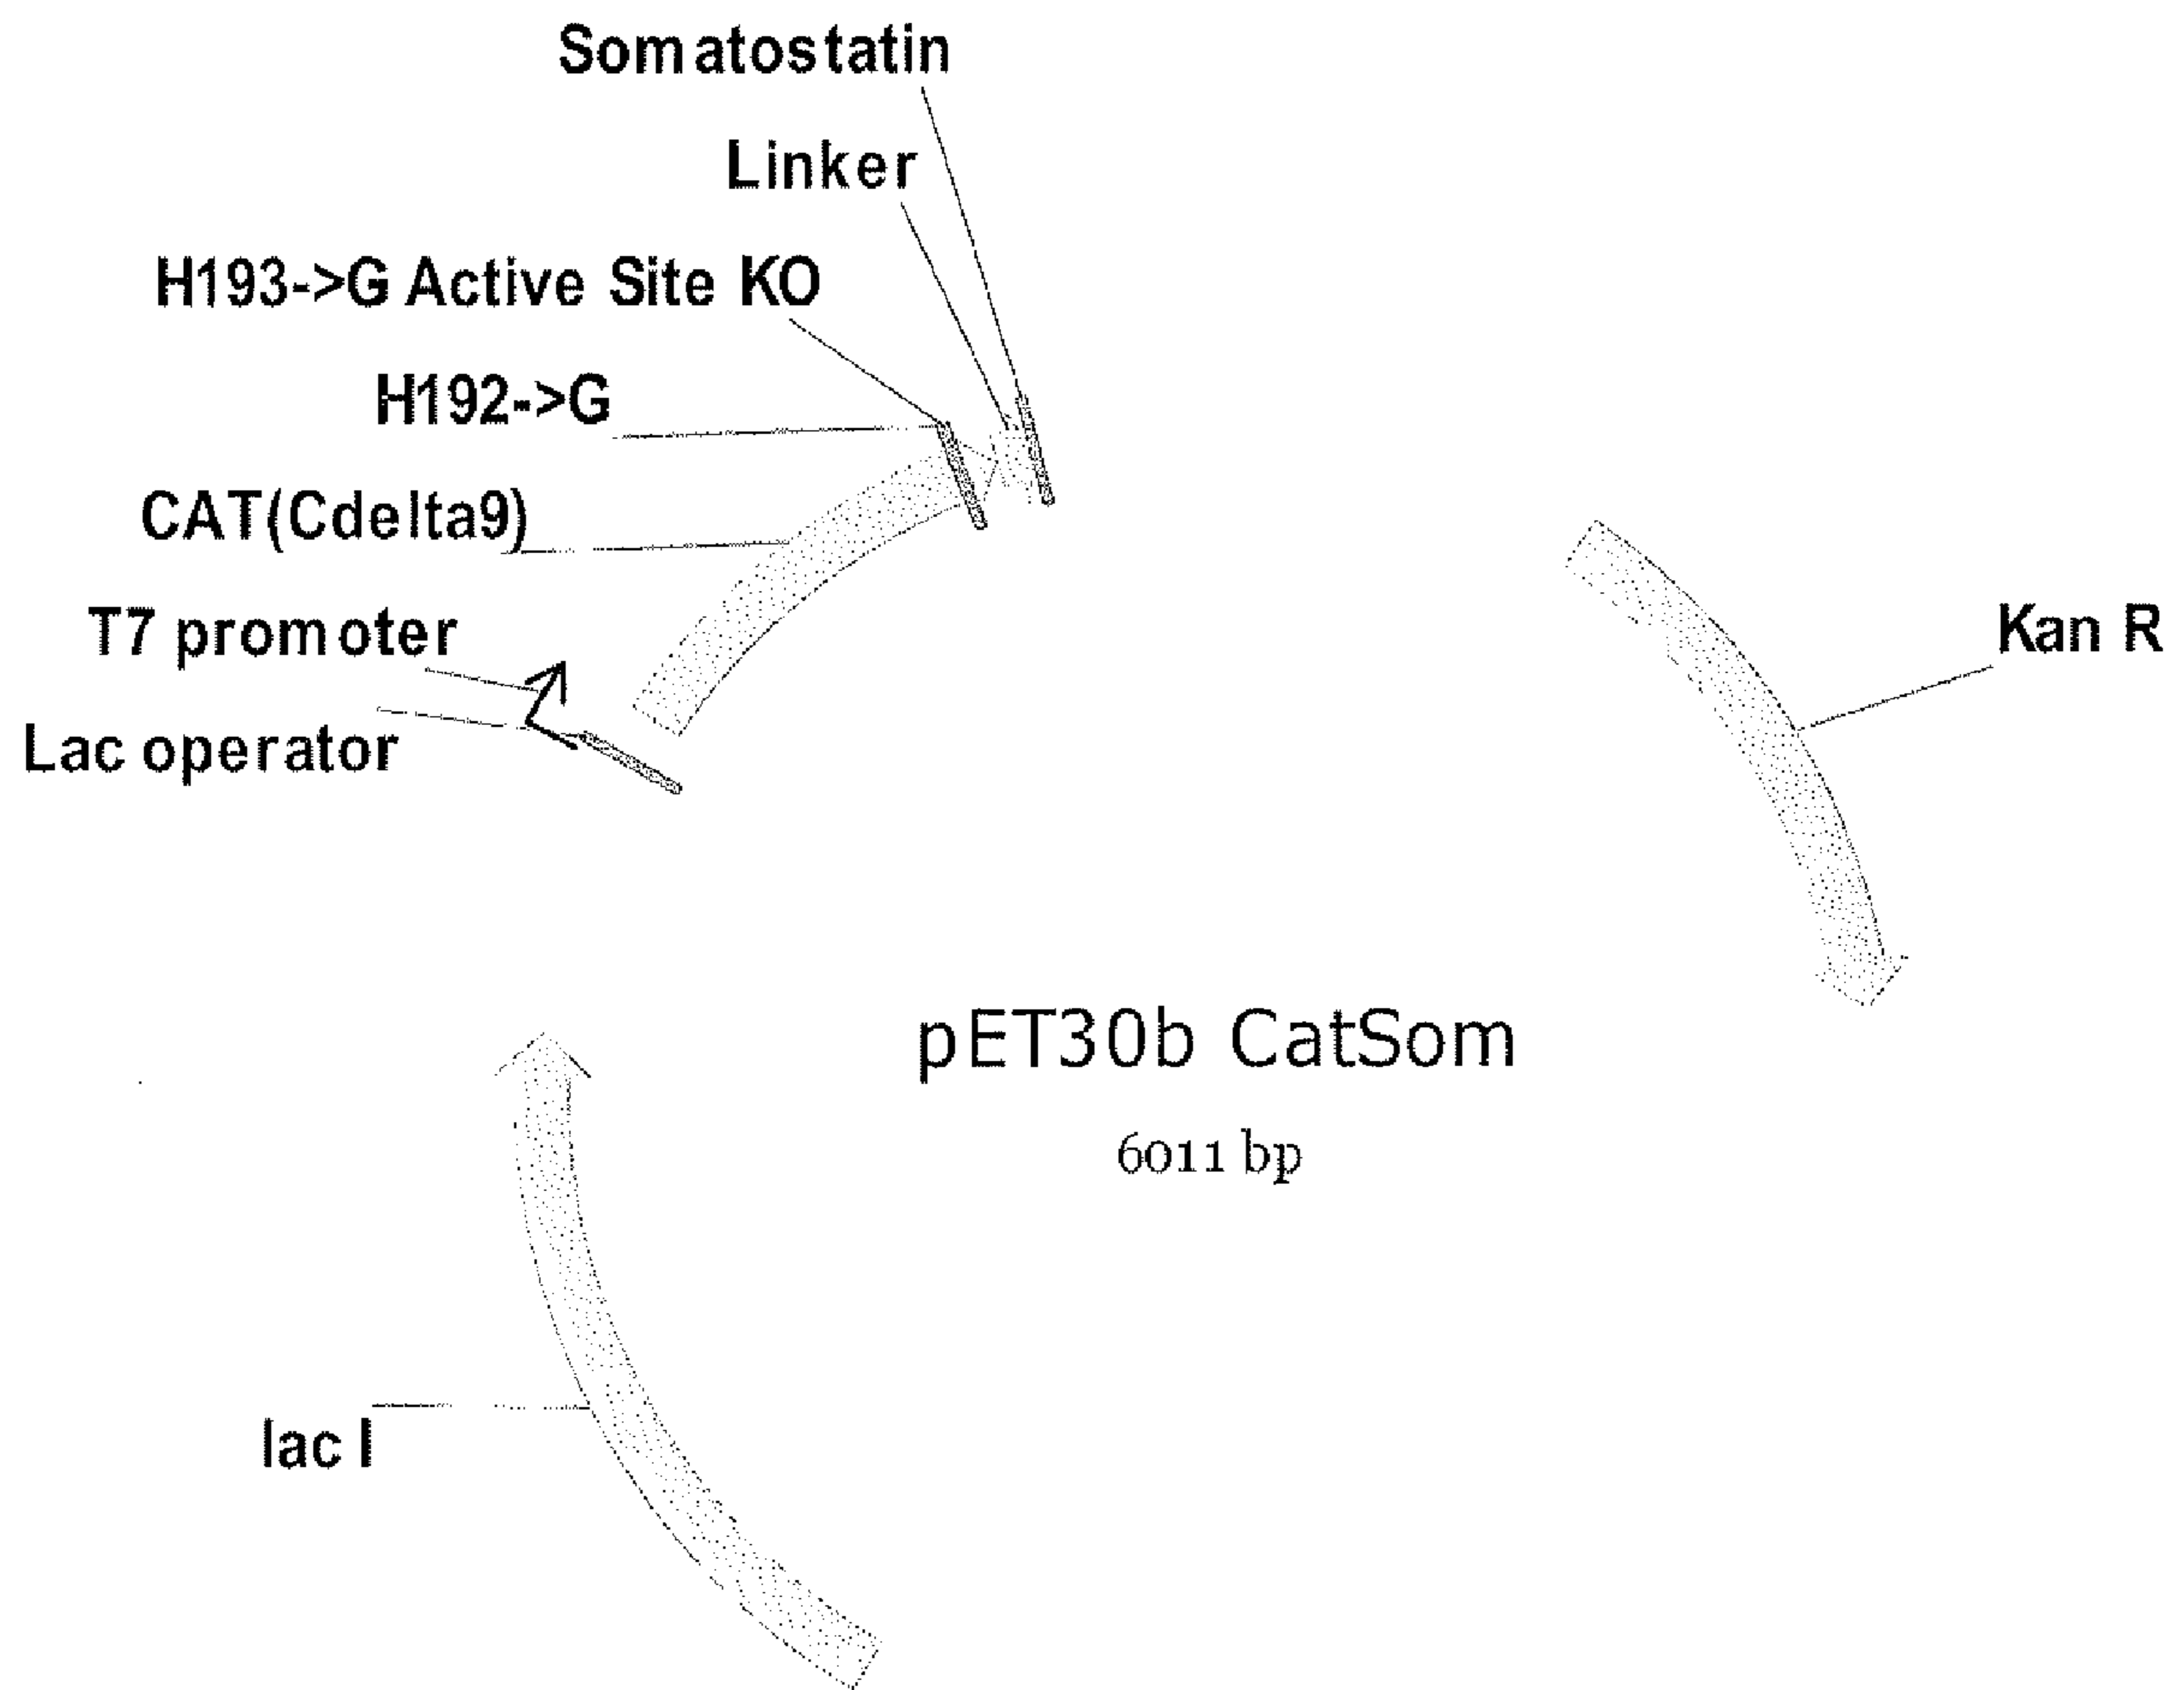 Somatostatin
Linker
H193->G Active Site KO
H192->G
CAT(Cdelta9)
T7 promoter
Kan R
Lac operator
pET30b CatSom
6011 bp
lac I